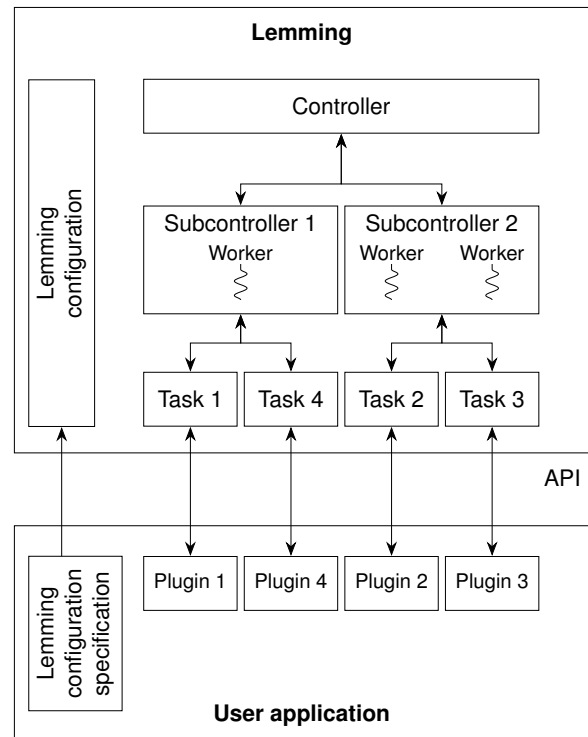 Lemming
Lemming
configuration
Controller
Subcontroller 1
Worker
Subcontroller 2
Worker Worker
Task 1
Task 4
Task 2
Task 3
API
Lemming
configuration
specification
Plugin 1
Plugin 4
Plugin 2
Plugin 3
User application